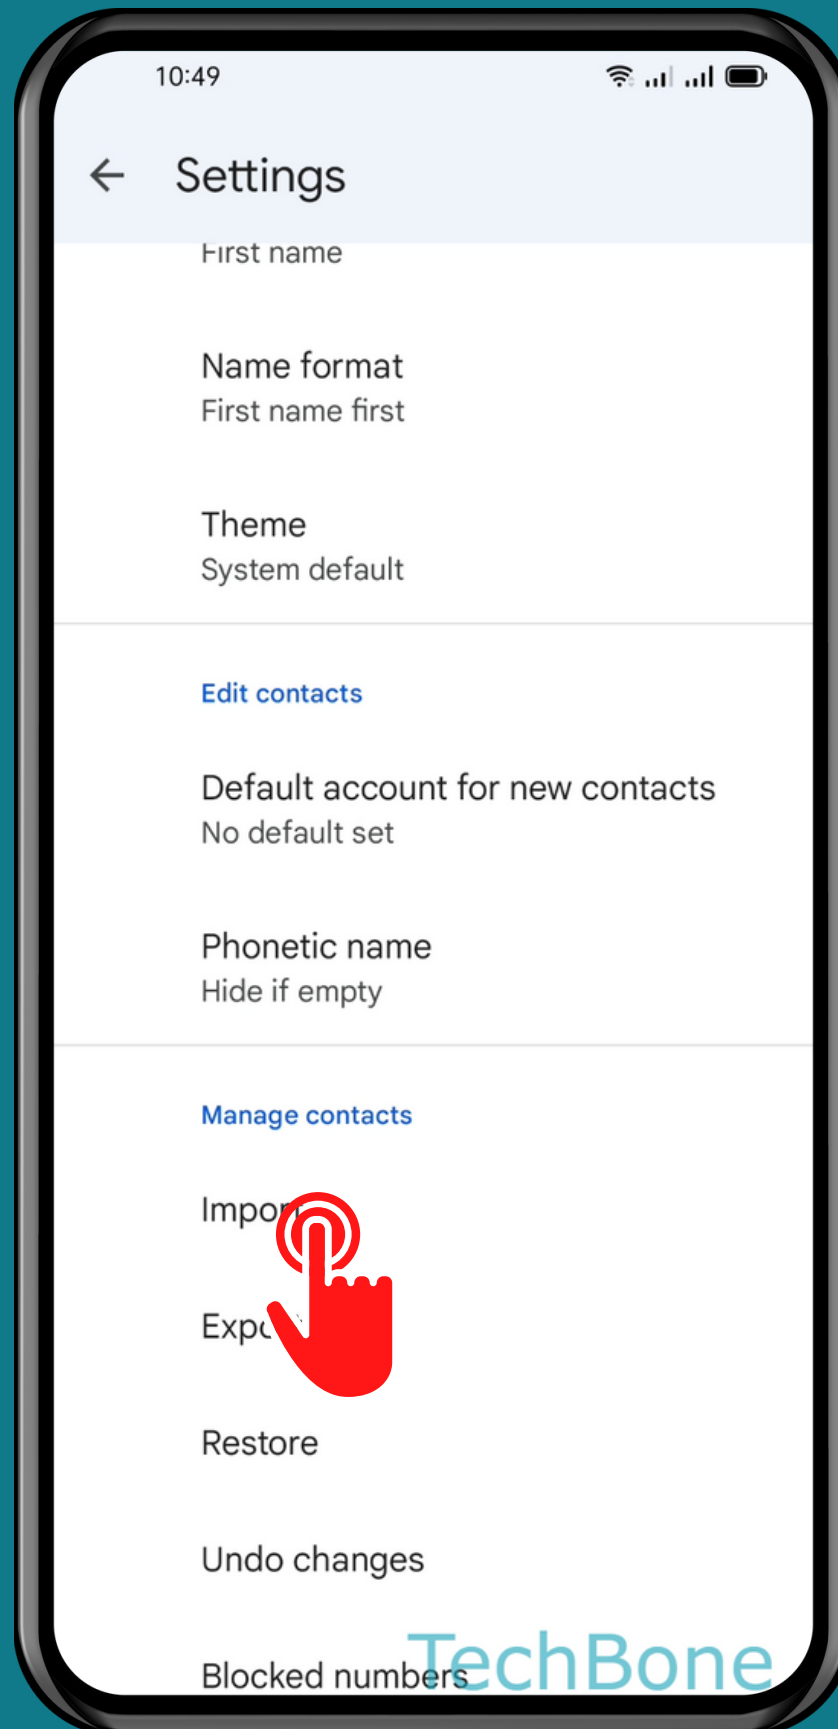 10:49
Settings
First name
Name format
First name first
Theme
System default
Edit contacts
Default account for new contacts
No default set
Phonetic name
Hide if empty
Manage contacts
Import
Restore
Undo changes
Blocked numbers
TechBone